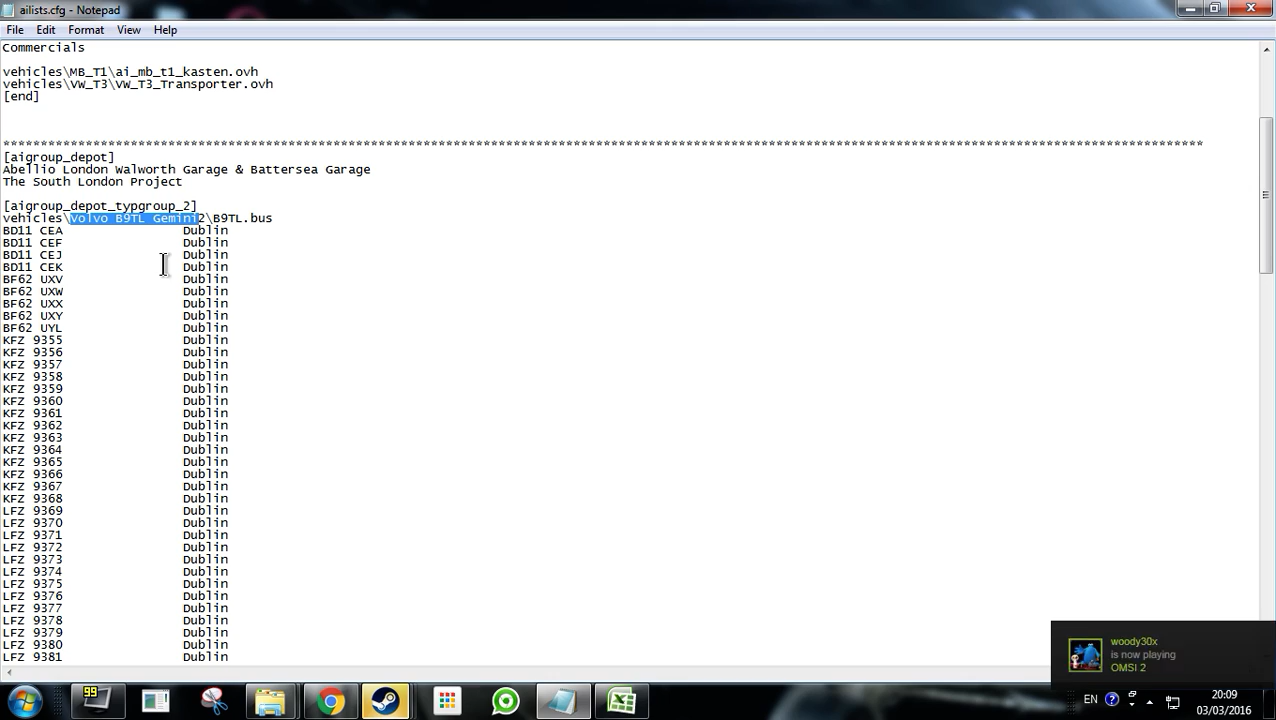 ailists.cfg - Notepad
File Edit Format View Help
Commercials
vehicles\MB_T1\ai_mb_t1_kasten.ovh
vehicles\VW_T3\VW_T3_Transporter.ovh
[end]
****************************************************************************************************************************************************************
[aigroup_depot]
Abellio London Walworth Garage & Battersea Garage
The South London Project
[aigroup_depot_typgroup_2]
vehicles\Volvo B9TL Gemini2\B9TL.bus
BD11 CEA Dublin
BD11 CEF Dublin
BD11 CEJ Dublin
BD11 CEK Dublin
BF62 UXV Dublin
BF62 UXW Dublin
BF62 UXX Dublin
BF62 UXY Dublin
BF62 UYL Dublin
KFZ 9355 Dublin
KFZ 9356 Dublin
KFZ 9357 Dublin
KFZ 9358 Dublin
KFZ 9359 Dublin
KFZ 9360 Dublin
KFZ 9361 Dublin
KFZ 9362 Dublin
KFZ 9363 Dublin
KFZ 9364 Dublin
KFZ 9365 Dublin
KFZ 9366 Dublin
KFZ 9367 Dublin
KFZ 9368 Dublin
LFZ 9369 Dublin
LFZ 9370 Dublin
LFZ 9371 Dublin
LFZ 9372 Dublin
LFZ 9373 Dublin
LFZ 9374 Dublin
LFZ 9375 Dublin
LFZ 9376 Dublin
LFZ 9377 Dublin
LFZ 9378 Dublin
LFZ 9379 Dublin
LFZ 9380 Dublin
LFZ 9381 Dublin
woody30x
is now playing
OMSI 2
99
EN
20:09
03/03/2016